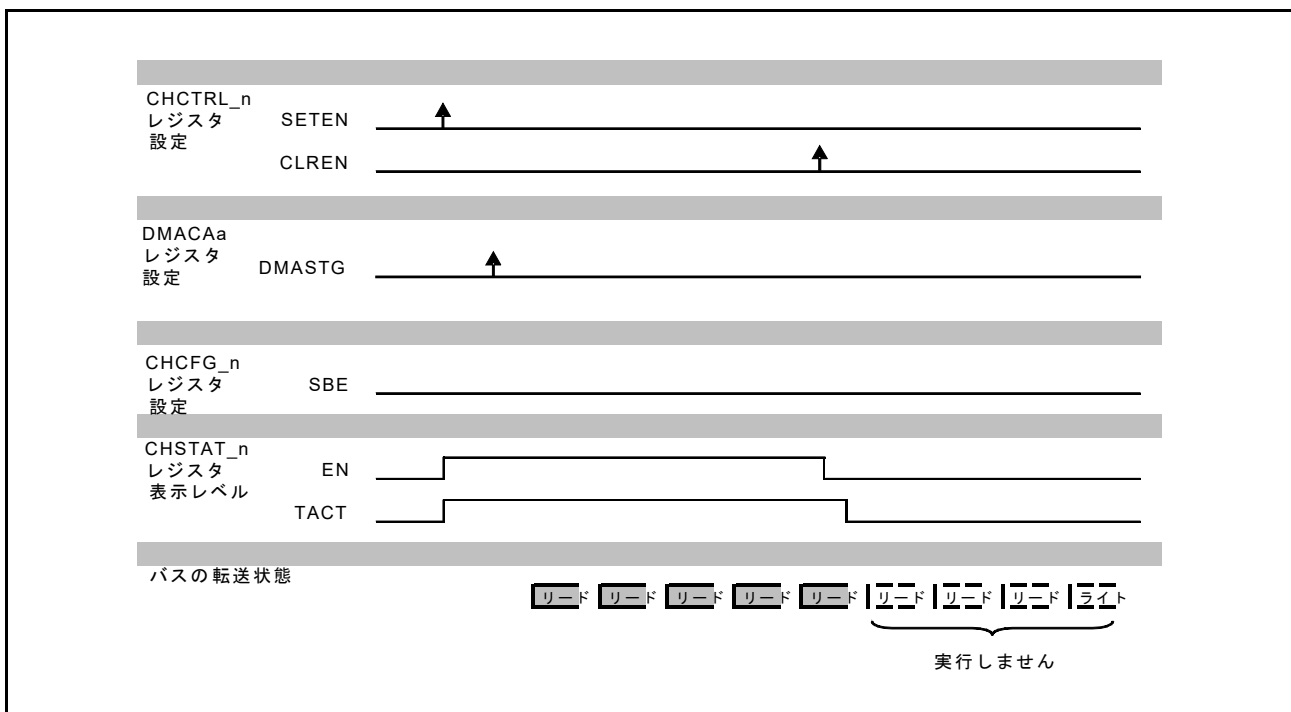 CHCTRL_n
レジスタ
設定
SETEN
CLREN
DMACAa
レジスタ
設定
DMASTG
CHCFG_n
レジスタ
設定
SBE
CHSTAT_n
レジスタ
表示レベル
EN
TACT
バスの転送状態
リード リード リード リード リード リード リード リード ライト
実行しません